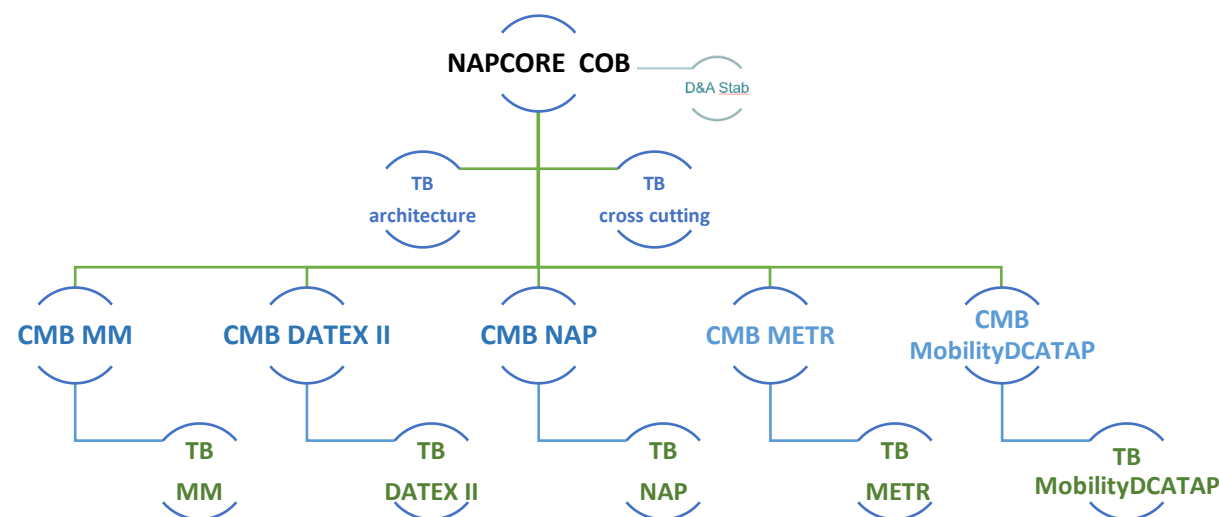 NAPCORE COB
D&A Stab
TB
architecture
TB
cross cutting
CMB MM
CMB DATEX II
CMB NAP
CMB METR
CMB
MobilityDCATAP
TB
MM
TB
DATEX II
TB
NAP
TB
METR
TB
MobilityDCATAP